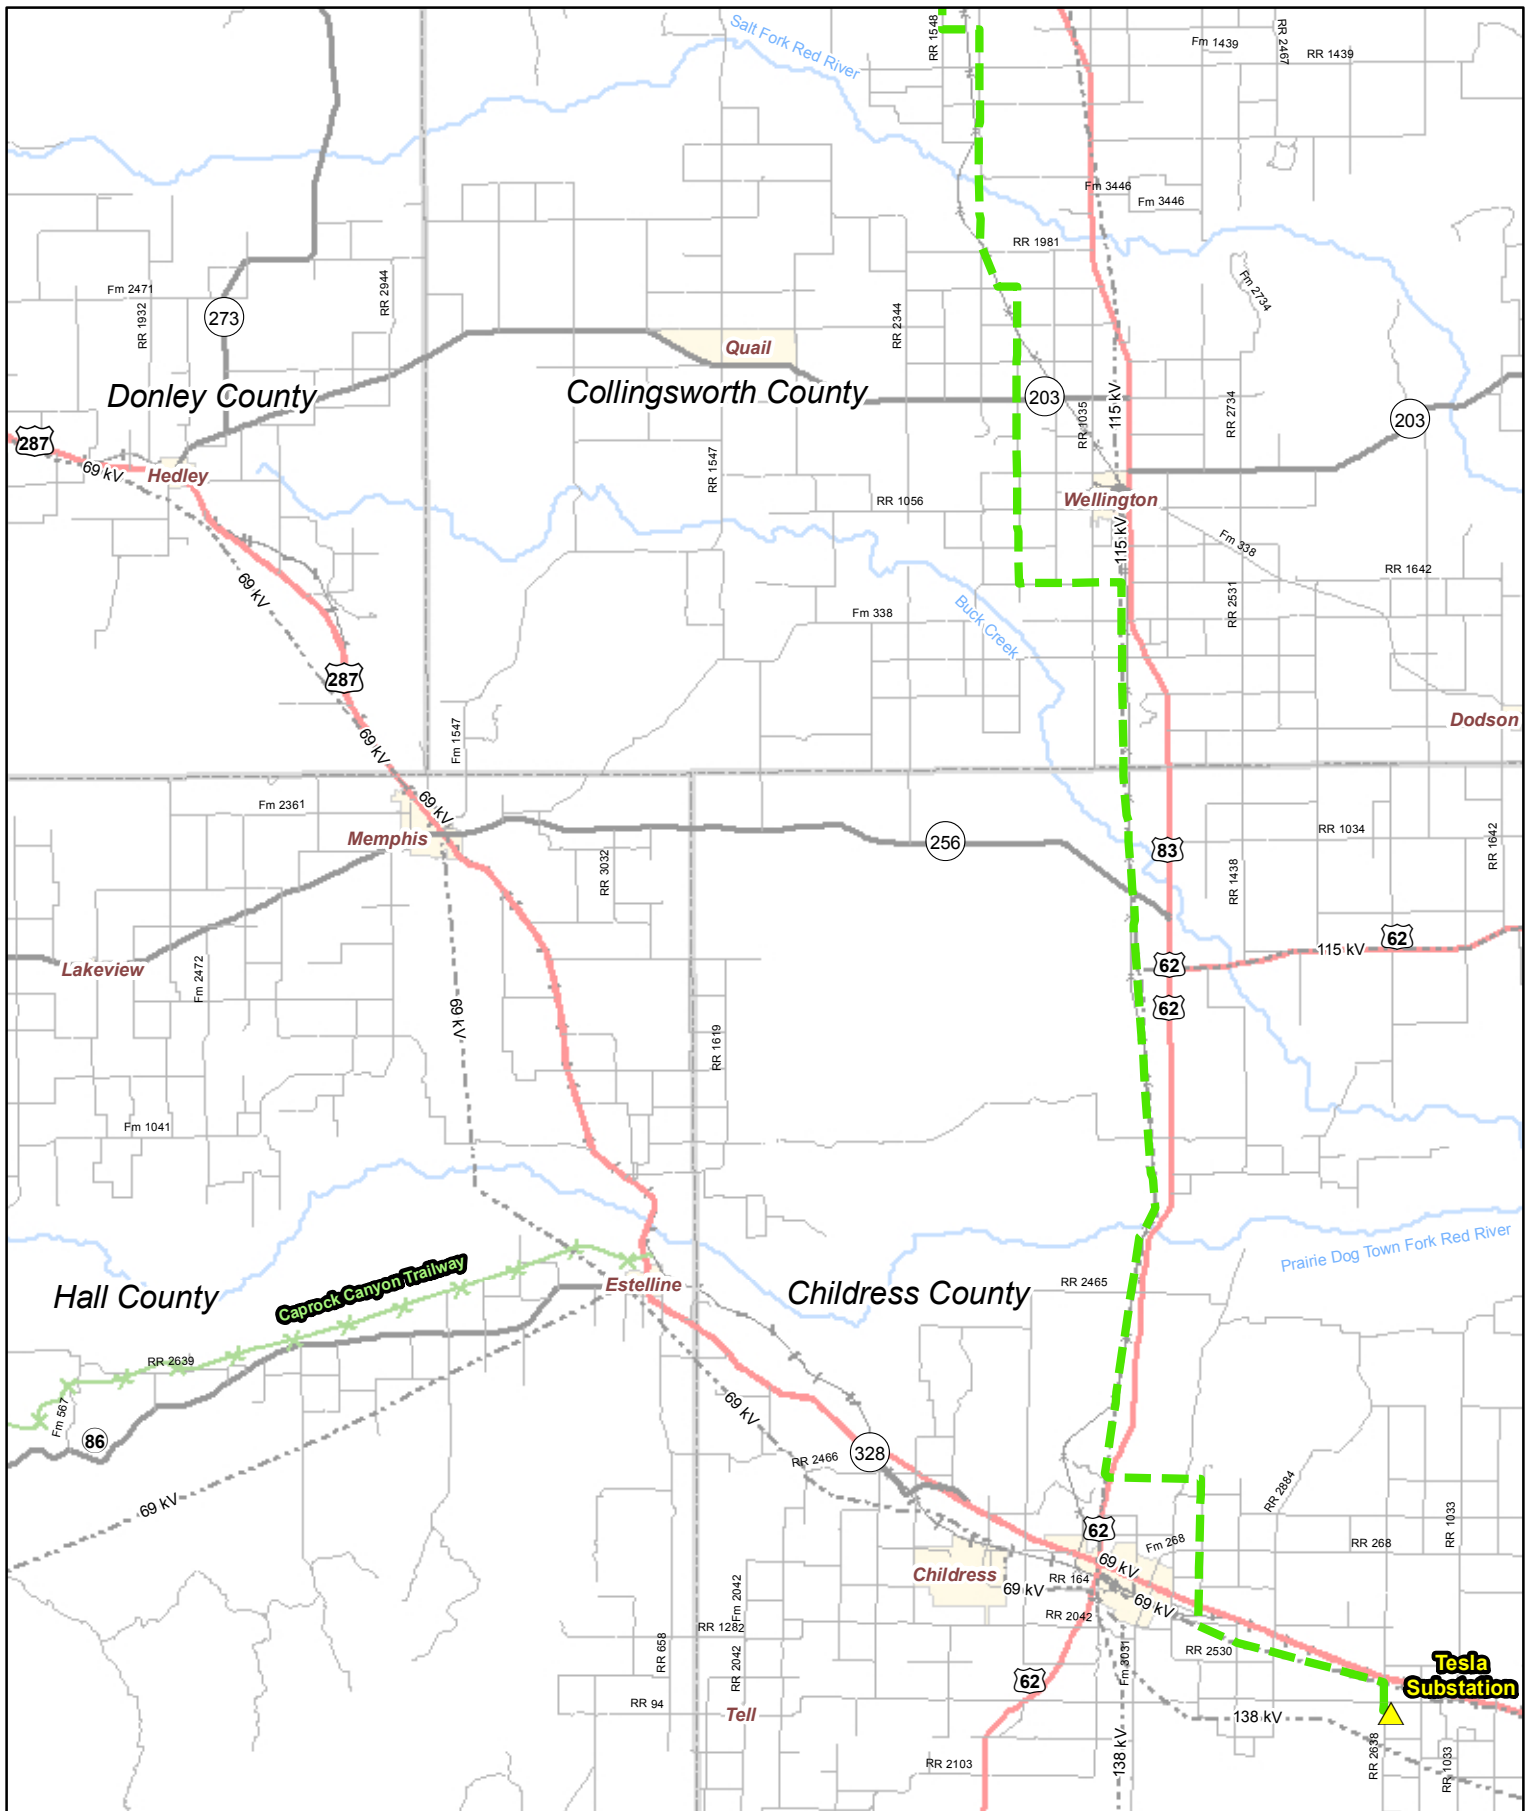 Salt Fork Red River
RR 1548
Fm 1439
RR 2467
RR 1439
Fm 3446
Fm 3446
RR 1981
Fm 2471
RR 1932
RR 2944
273
RR 2344
Fm 2734
Quail
Donley County
Collingsworth County
203
RR 1035
115 kV
RR 2734
203
287
69 kV
Hedley
RR 1547
RR 1056
Wellington
115 kV
Fm 338
RR 1642
69 kV
Fm 338
Buck Creek
RR 2531
287
Dodson
69 kV
Fm 1547
69 kV
Fm 2361
Memphis
256
83
RR 1034
RR 1642
RR 3032
RR 1438
Lakeview
Fm 2472
62
115 kV
62
62
69 kV
RR 1619
Fm 1041
Prairie Dog Town Fork Red River
Caprock Canyon Trailway
Hall County
Estelline
Childress County
RR 2465
RR 2639
Fm 567
86
69 kV
328
RR 2466
69 kV
RR 2884
RR 1033
62
Fm 268
RR 268
Childress
69 kV
69 kV
RR 164
69 kV
RR 2042
Fm 2042
RR 1282
RR 658
RR 2042
RR 2530
Fm 3031
Tesla
Substation
62
RR 94
Tell
138 kV
RR 2103
138 kV
RR 2638
RR 1033